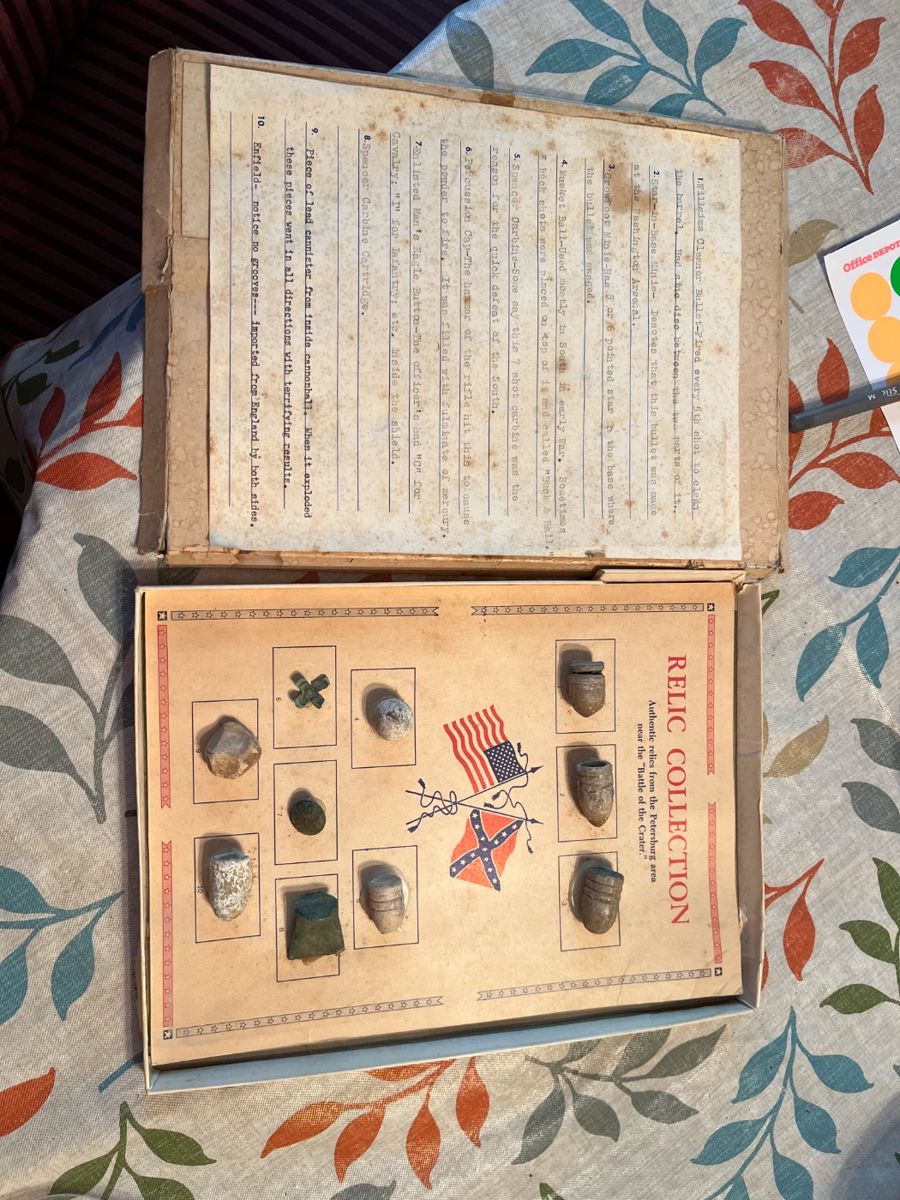 1.Williams Cleaner Bullet-Fired every 5th shot to clean
the barrel. Had zinc disc between the two parts of it.
2.Star-in-Base Minie- Denotes that this bullet was made
at the Washington Arsenal.
3. Minie-Has 5 or 6 pointed star in the base where
the bullet was swaged.
4. Musket Ball-Used mostly in South in early War. Sometimes
buck shots were placed on top of it and called "Buck & Ball."
5. Spencer Carbine-Some say this shot carbine was the
reason for the quick defeat of the South.
6. Percussion Cap-The hammer of the rifle hit this to cause
the powder to fire. It was filled with fulminate of mercury.
7. Enlisted Man's Eagle Button-The officer's had "C" for
Cavalry; "I" for Infantry; etc. inside the shield.
8.Spencer Carbine Cartridge.
9. Piece of lead cannister from inside cannonball. When it exploded
these pieces went in all directions with terrifying results.
10. Enfield- notice no grooves--- imported from England by both sides.
RELIC COLLECTION
Authentic relics from the Petersburg area
near the "Battle of the Crater."
2
4
6
7
8
9
10
Office DEPOT
Stic M